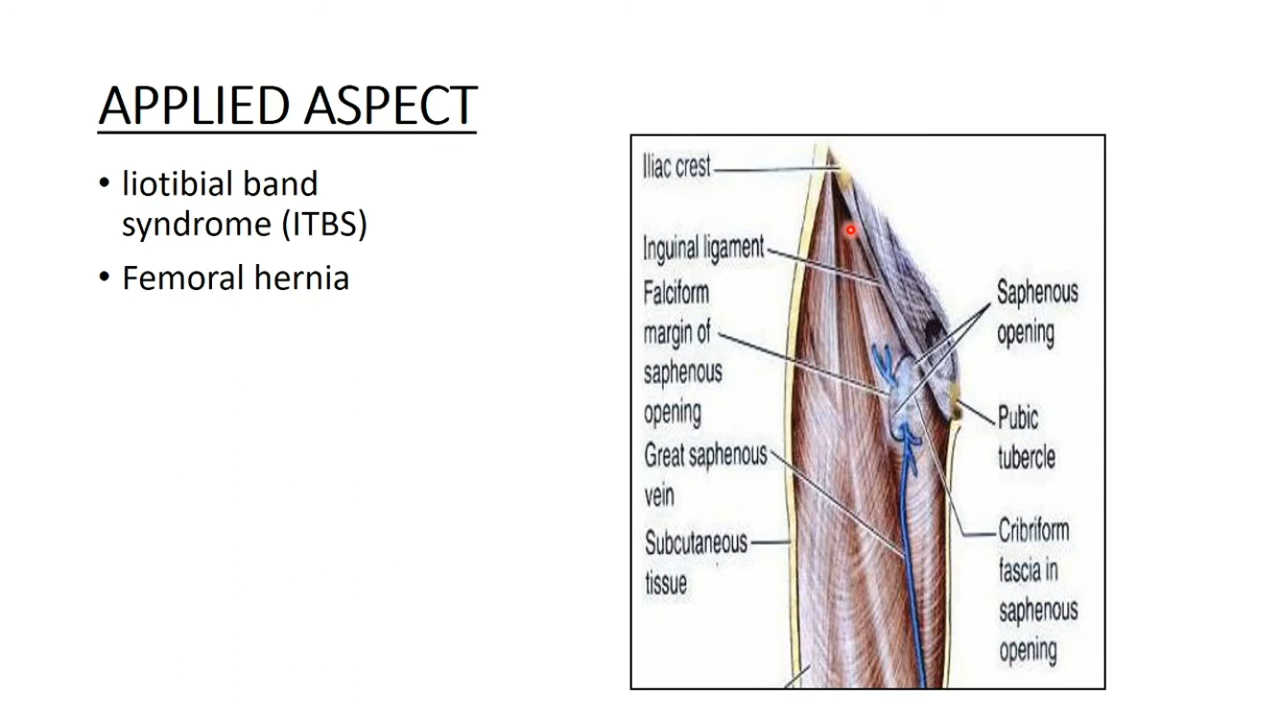 APPLIED ASPECT
• liotibial band
syndrome (ITBS)
• Femoral hernia
Iliac crest
Inguinal ligament
Falciform
margin of
saphenous
opening
Great saphenous
vein
Subcutaneous
tissue
Saphenous
opening
Pubic
tubercle
Cribriform
fascia in
saphenous
opening